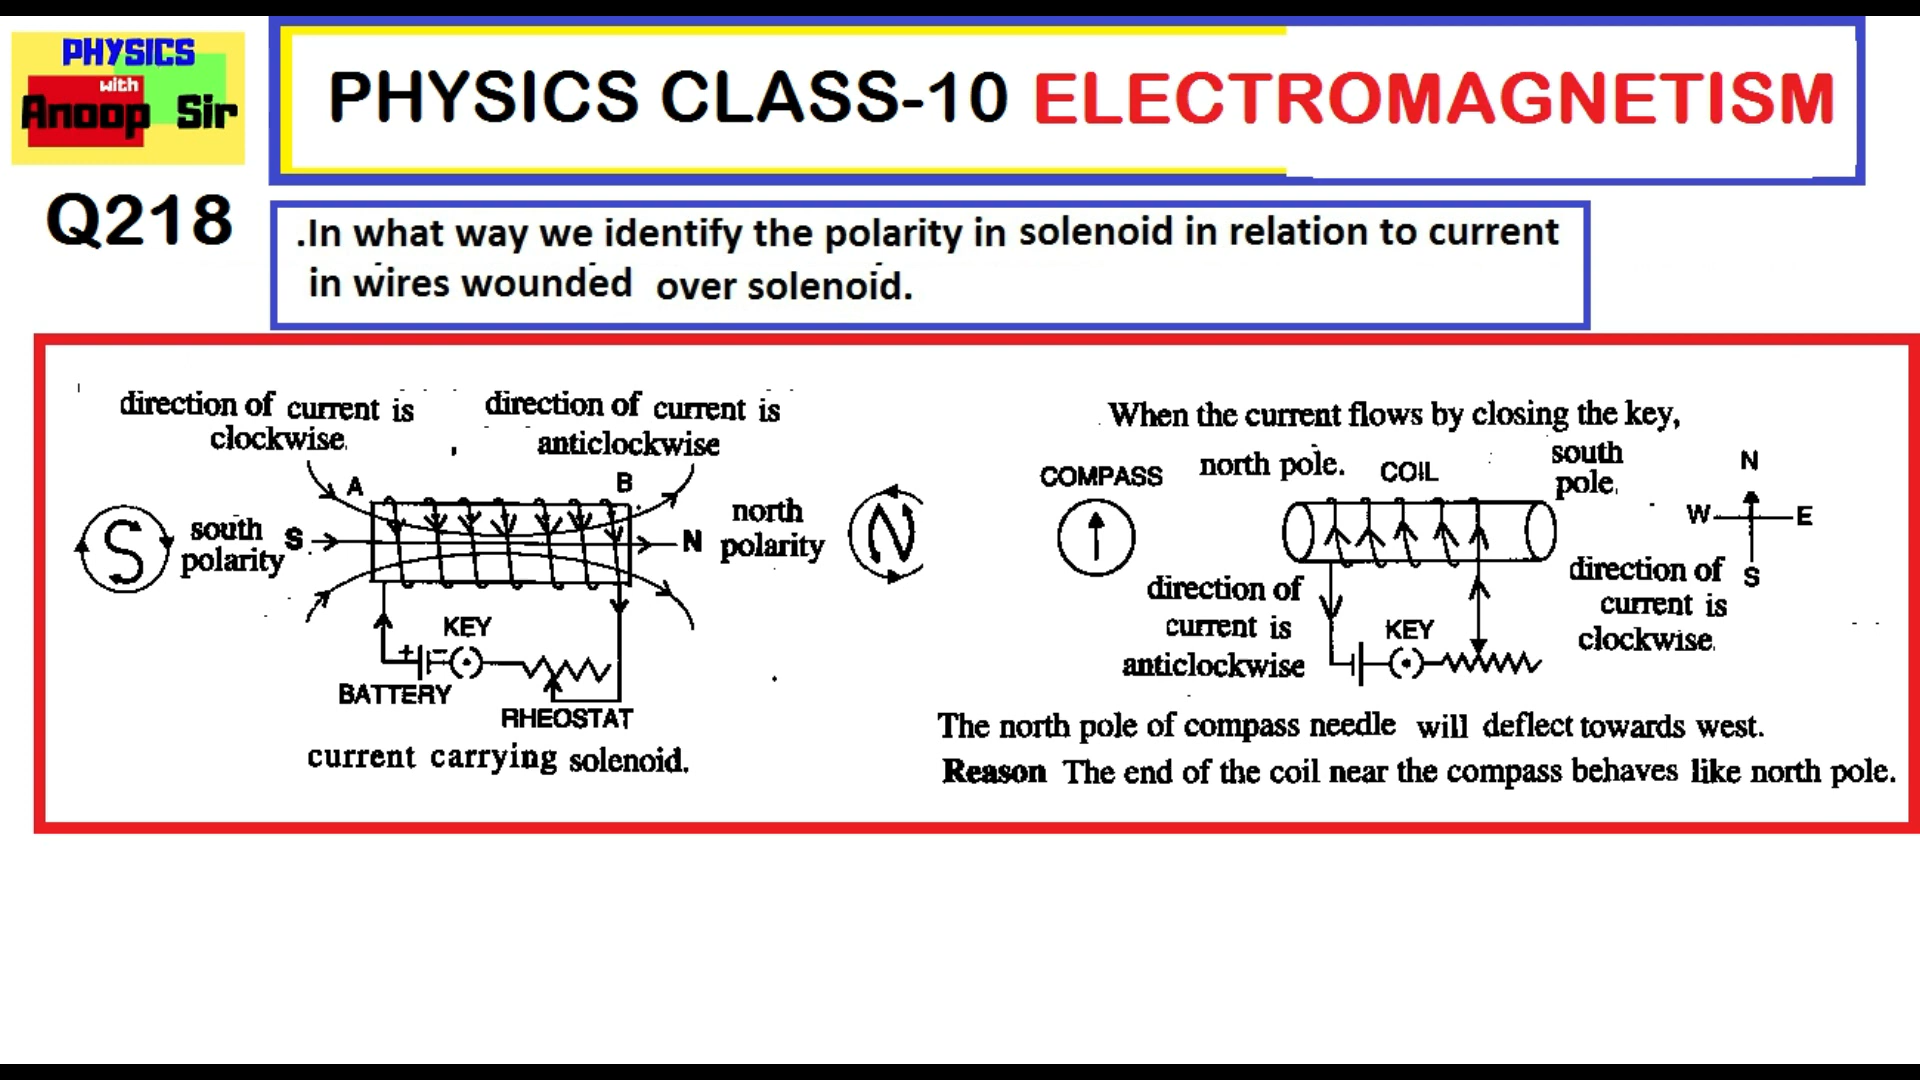 PHYSICS
with
Anoop Sir
PHYSICS CLASS-10 ELECTROMAGNETISM
Q218
.In what way we identify the polarity in solenoid in relation to current
in wires wounded over solenoid.
direction of current is
clockwise.
direction of current is
anticlockwise
A
B
S
south
polarity
S
N
north
polarity
N
KEY
+ −
BATTERY
RHEOSTAT
current carrying solenoid.
When the current flows by closing the key,
COMPASS
north pole.
COIL
south
pole.
N
W
E
S
direction of
current is
anticlockwise
KEY
direction of
current is
clockwise.
The north pole of compass needle will deflect towards west.
Reason The end of the coil near the compass behaves like north pole.